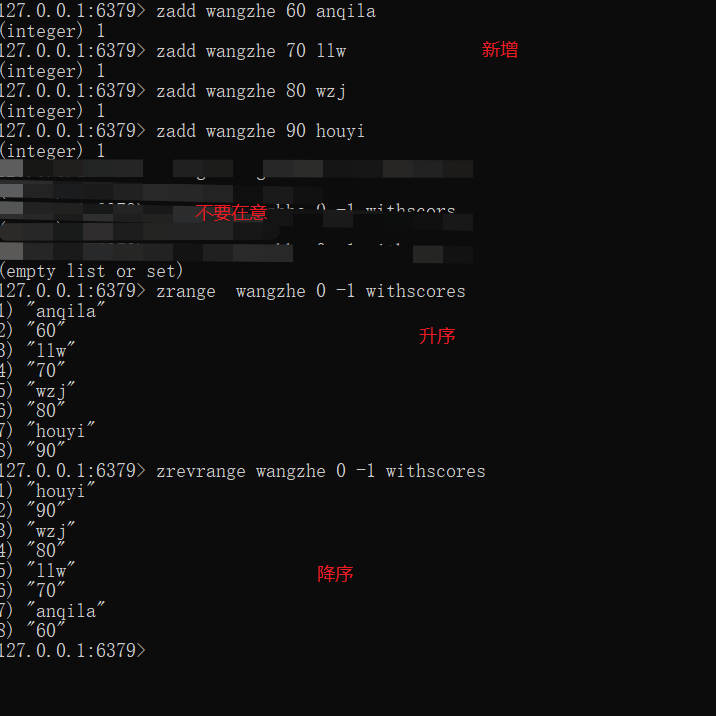 127.0.0.1:6379> zadd wangzhe 60 anqila
(integer) 1
127.0.0.1:6379> zadd wangzhe 70 llw
新增
(integer) 1
127.0.0.1:6379> zadd wangzhe 80 wzj
(integer) 1
127.0.0.1:6379> zadd wangzhe 90 houyi
(integer) 1
不要在意
0 -1 withscors
(empty list or set)
127.0.0.1:6379> zrange  wangzhe 0 -1 withscores
1) "anqila"
2) "60"
升序
3) "llw"
4) "70"
5) "wzj"
6) "80"
7) "houyi"
8) "90"
127.0.0.1:6379> zrevrange wangzhe 0 -1 withscores
1) "houyi"
2) "90"
3) "wzj"
4) "80"
5) "llw"
降序
6) "70"
7) "anqila"
8) "60"
127.0.0.1:6379>